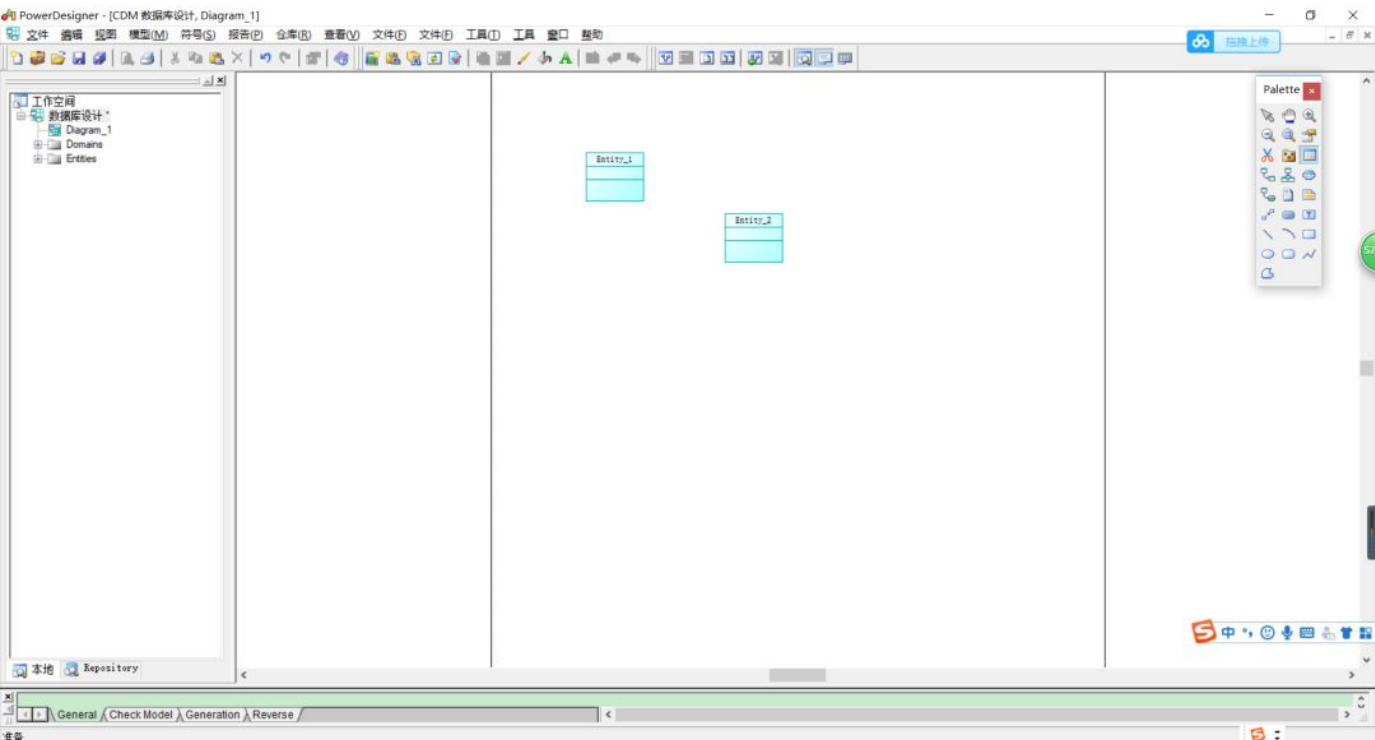 PowerDesigner - [CDM 数据库设计, Diagram_1]
文件 编辑 视图 模型(M) 符号(S) 报告(P) 仓库(R) 查看(V) 文件(F) 文件(F) 工具(T) 工具 窗口 帮助
拖拽上传
工作空间
数据库设计 *
Diagram_1
Domains
Entities
Entity_1
Entity_2
Palette
中
本地 Repository
General Check Model Generation Reverse
准备